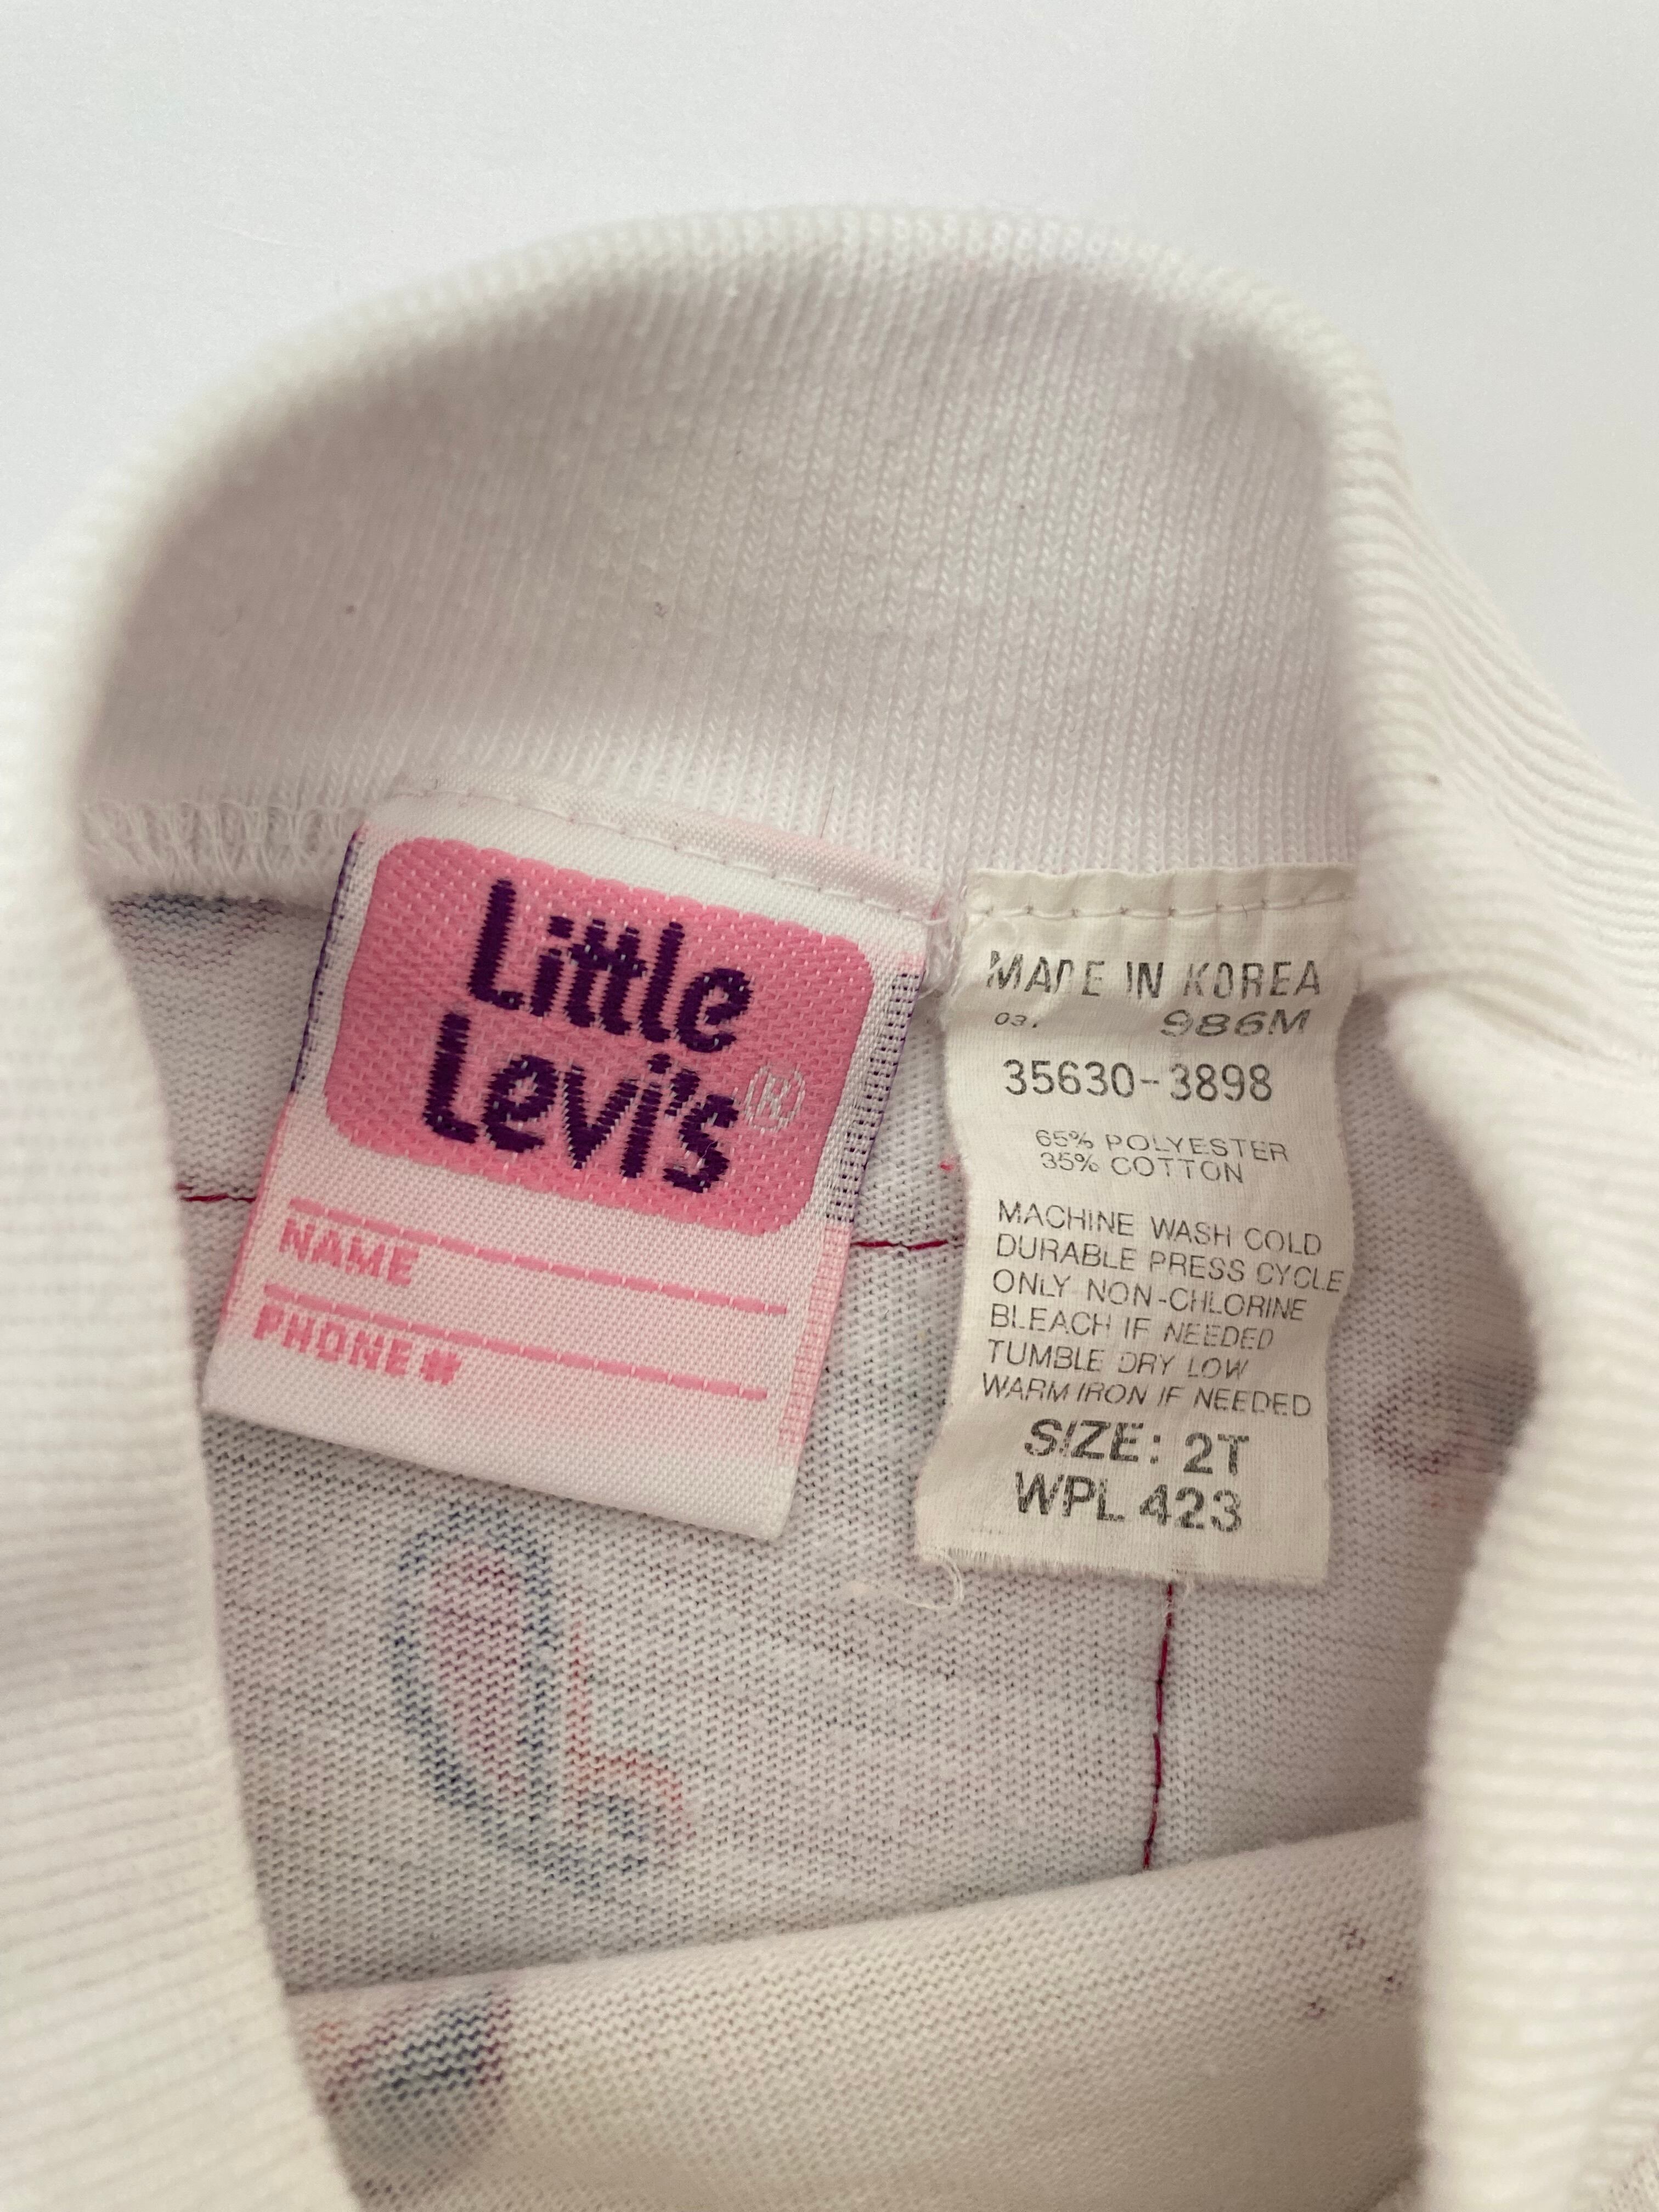 Little
Levi's®
NAME
PHONE #
MADE IN KOREA
986M
35630-3898
65% POLYESTER
35% COTTON
MACHINE WASH COLD
DURABLE PRESS CYCLE
ONLY NON-CHLORINE
BLEACH IF NEEDED
TUMBLE DRY LOW
WARM IRON IF NEEDED
SIZE: 2T
WPL 423